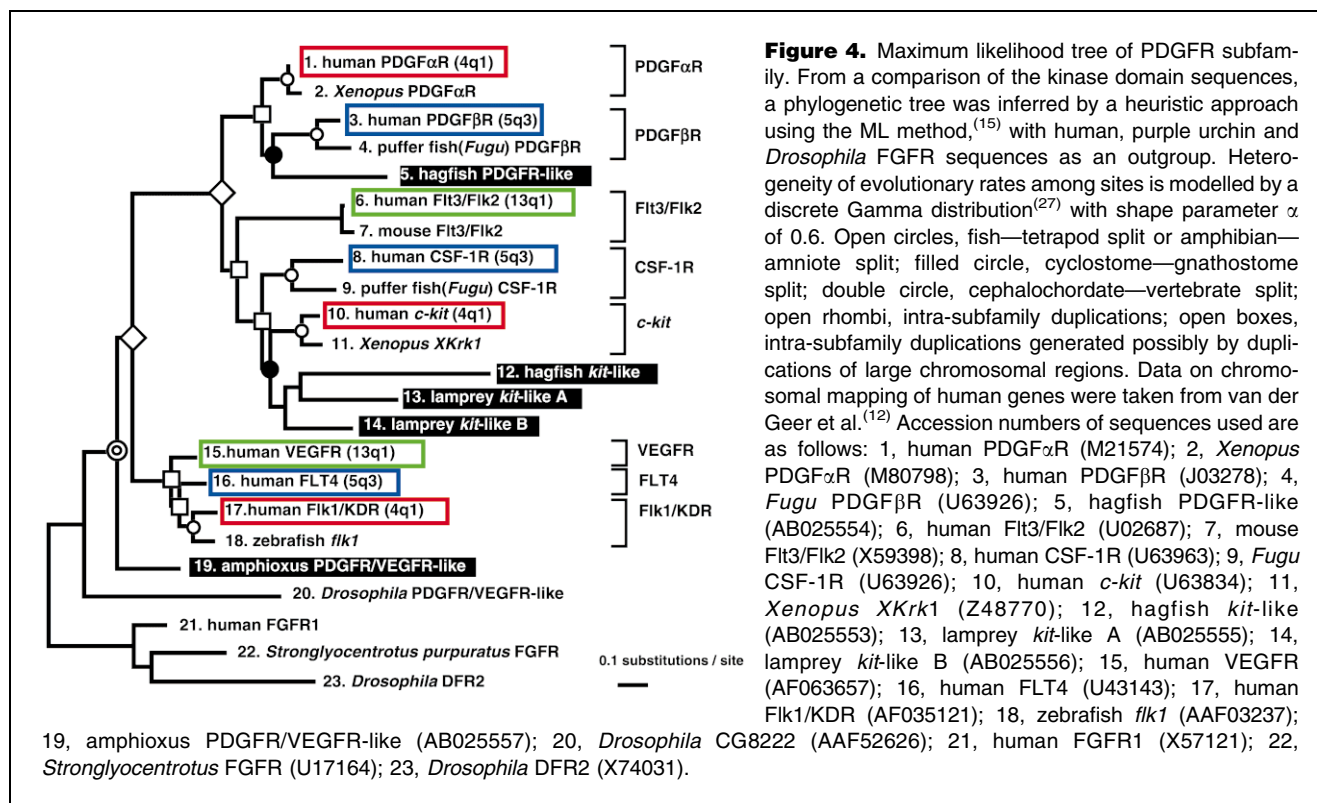 1. human PDGFαR (4q1)
2. Xenopus PDGFαR
PDGFαR
3. human PDGFβR (5q3)
4. puffer fish(Fugu) PDGFβR
PDGFβR
5. hagfish PDGFR-like
6. human Flt3/Flk2 (13q1)
7. mouse Flt3/Flk2
Flt3/Flk2
8. human CSF-1R (5q3)
9. puffer fish(Fugu) CSF-1R
CSF-1R
10. human c-kit (4q1)
11. Xenopus XKrk1
c-kit
12. hagfish kit-like
13. lamprey kit-like A
14. lamprey kit-like B
15.human VEGFR (13q1)
VEGFR
16. human FLT4 (5q3)
FLT4
17.human Flk1/KDR (4q1)
18. zebrafish flk1
Flk1/KDR
19. amphioxus PDGFR/VEGFR-like
20. Drosophila PDGFR/VEGFR-like
21. human FGFR1
22. Stronglyocentrotus purpuratus FGFR
23. Drosophila DFR2
0.1 substitutions / site
Figure 4. Maximum likelihood tree of PDGFR subfam-
ily. From a comparison of the kinase domain sequences,
a phylogenetic tree was inferred by a heuristic approach
using the ML method,(15) with human, purple urchin and
Drosophila FGFR sequences as an outgroup. Hetero-
geneity of evolutionary rates among sites is modelled by a
discrete Gamma distribution(27) with shape parameter α
of 0.6. Open circles, fish—tetrapod split or amphibian—
amniote split; filled circle, cyclostome—gnathostome
split; double circle, cephalochordate—vertebrate split;
open rhombi, intra-subfamily duplications; open boxes,
intra-subfamily duplications generated possibly by dupli-
cations of large chromosomal regions. Data on chromo-
somal mapping of human genes were taken from van der
Geer et al.(12) Accession numbers of sequences used are
as follows: 1, human PDGFαR (M21574); 2, Xenopus
PDGFαR (M80798); 3, human PDGFβR (J03278); 4,
Fugu PDGFβR (U63926); 5, hagfish PDGFR-like
(AB025554); 6, human Flt3/Flk2 (U02687); 7, mouse
Flt3/Flk2 (X59398); 8, human CSF-1R (U63963); 9, Fugu
CSF-1R (U63926); 10, human c-kit (U63834); 11,
Xenopus XKrk1 (Z48770); 12, hagfish kit-like
(AB025553); 13, lamprey kit-like A (AB025555); 14,
lamprey kit-like B (AB025556); 15, human VEGFR
(AF063657); 16, human FLT4 (U43143); 17, human
Flk1/KDR (AF035121); 18, zebrafish flk1 (AAF03237);
19, amphioxus PDGFR/VEGFR-like (AB025557); 20, Drosophila CG8222 (AAF52626); 21, human FGFR1 (X57121); 22,
Stronglyocentrotus FGFR (U17164); 23, Drosophila DFR2 (X74031).